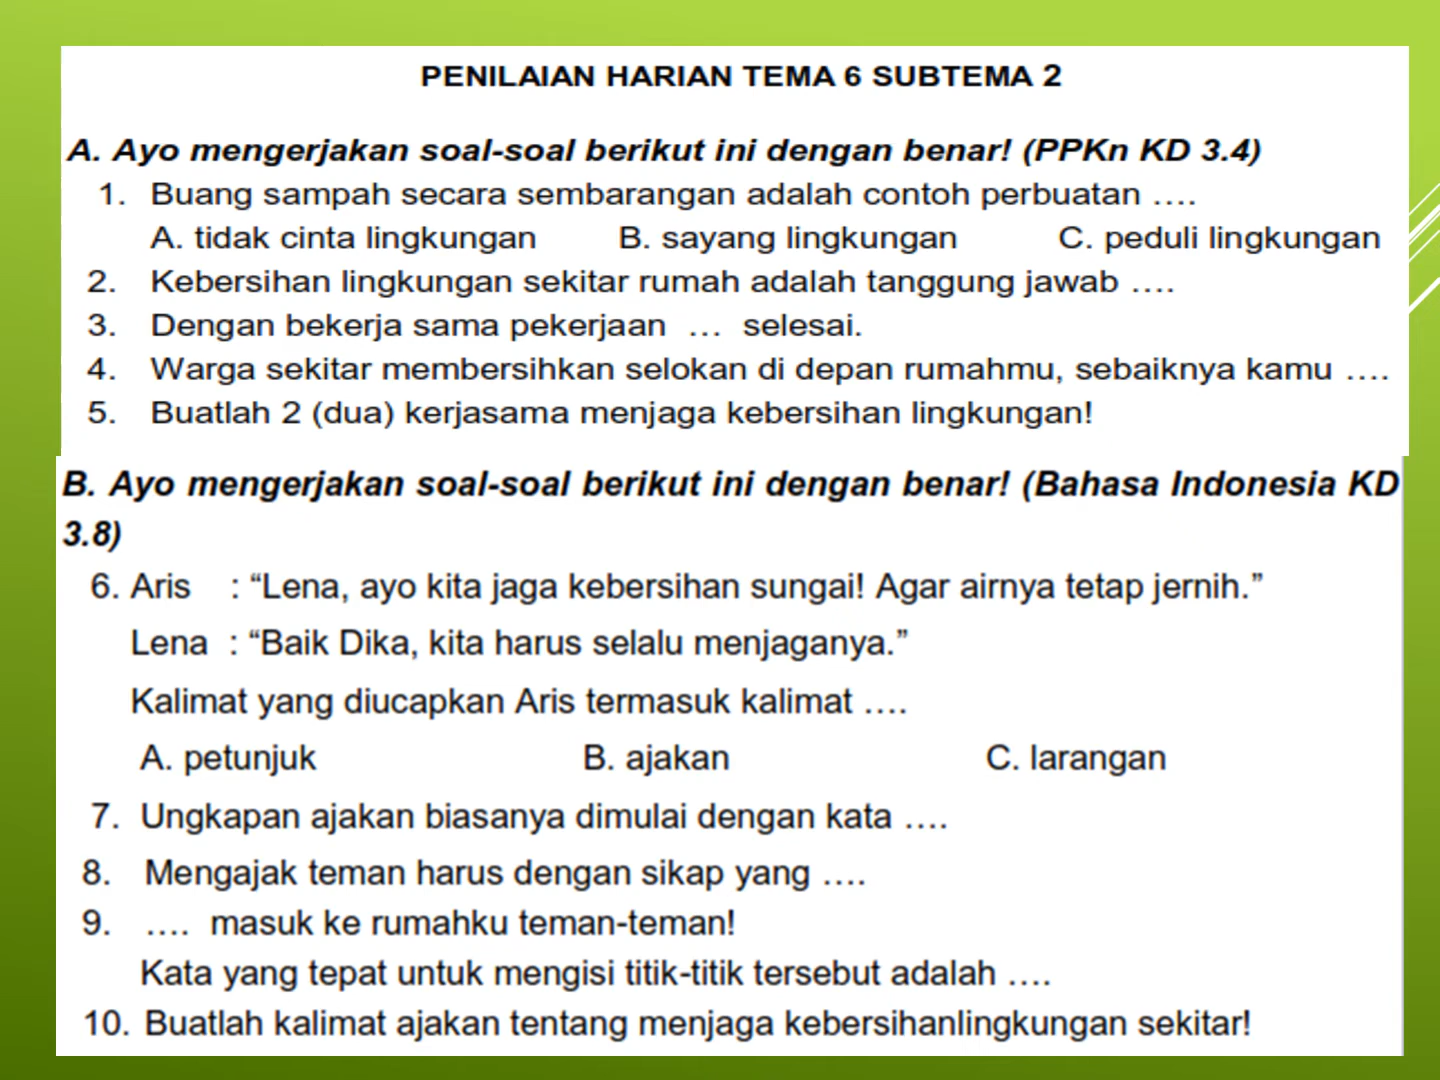 PENILAIAN HARIAN TEMA 6 SUBTEMA 2
A. Ayo mengerjakan soal-soal berikut ini dengan benar! (PPKn KD 3.4)
1. Buang sampah secara sembarangan adalah contoh perbuatan ….
A. tidak cinta lingkungan B. sayang lingkungan C. peduli lingkungan
2. Kebersihan lingkungan sekitar rumah adalah tanggung jawab ….
3. Dengan bekerja sama pekerjaan … selesai.
4. Warga sekitar membersihkan selokan di depan rumahmu, sebaiknya kamu ….
5. Buatlah 2 (dua) kerjasama menjaga kebersihan lingkungan!
B. Ayo mengerjakan soal-soal berikut ini dengan benar! (Bahasa Indonesia KD
3.8)
6. Aris : “Lena, ayo kita jaga kebersihan sungai! Agar airnya tetap jernih.”
Lena : “Baik Dika, kita harus selalu menjaganya.”
Kalimat yang diucapkan Aris termasuk kalimat ….
A. petunjuk B. ajakan C. larangan
7. Ungkapan ajakan biasanya dimulai dengan kata ….
8. Mengajak teman harus dengan sikap yang ….
9. …. masuk ke rumahku teman-teman!
Kata yang tepat untuk mengisi titik-titik tersebut adalah ….
10. Buatlah kalimat ajakan tentang menjaga kebersihanlingkungan sekitar!